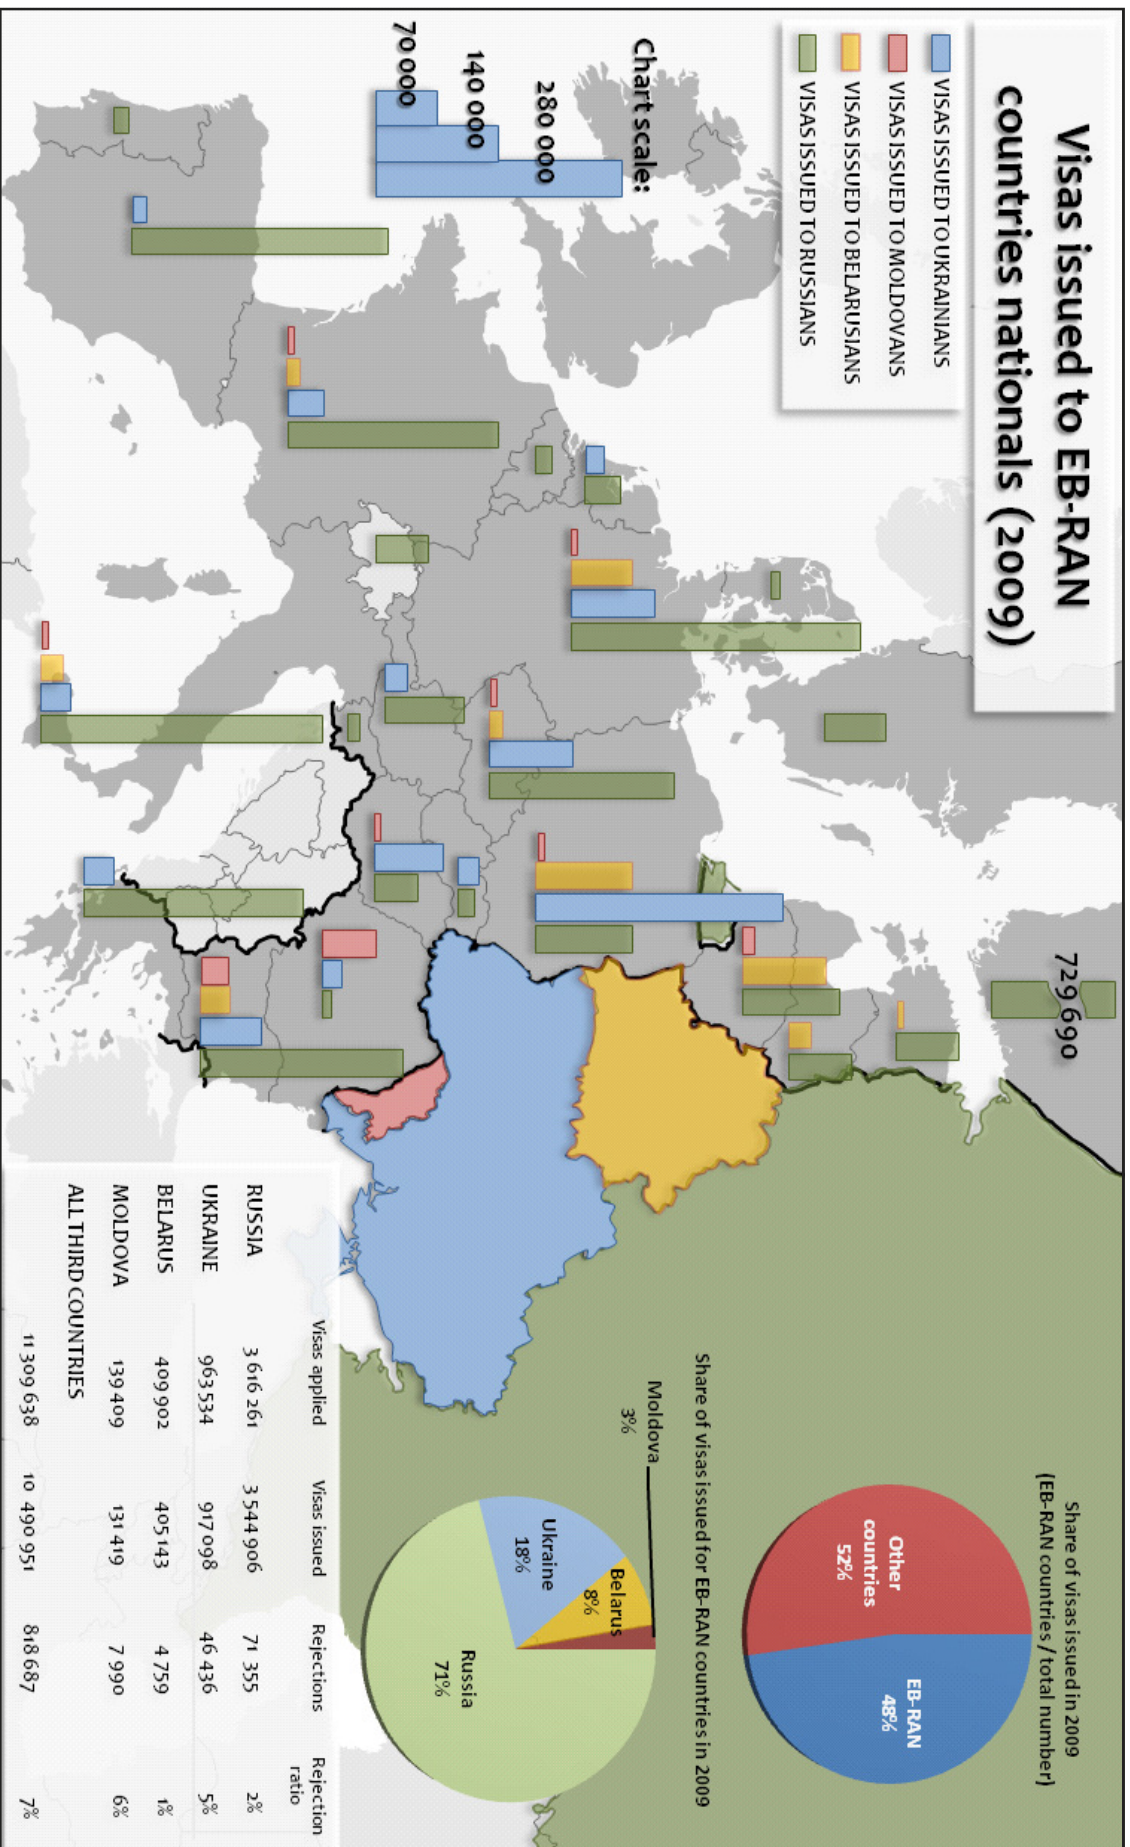 Visas issued to EB-RAN
countries nationals (2009)
VISAS ISSUED TO UKRAINIANS
VISAS ISSUED TO MOLDOVANS
VISAS ISSUED TO BELARUSIANS
VISAS ISSUED TO RUSSIANS
Chart scale:
280 000
140 000
70 000
729 690
Share of visas issued in 2009
(EB-RAN countries / total number)
Other
countries
52%
EB-RAN
48%
Share of visas issued for EB-RAN countries in 2009
Moldova
3%
Belarus
8%
Ukraine
18%
Russia
71%
Visas applied Visas issued Rejections Rejection
ratio
RUSSIA 3 616 261 3 544 906 71 355 2%
UKRAINE 963 534 917 098 46 436 5%
BELARUS 409 902 405 143 4 759 1%
MOLDOVA 139 409 131 419 7 990 6%
ALL THIRD COUNTRIES
11 309 638 10 490 951 818 687 7%